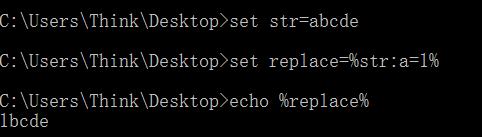 C:\Users\Think\Desktop>set str=abcde
C:\Users\Think\Desktop>set replace=%str:a=1%
C:\Users\Think\Desktop>echo %replace%
1bcde